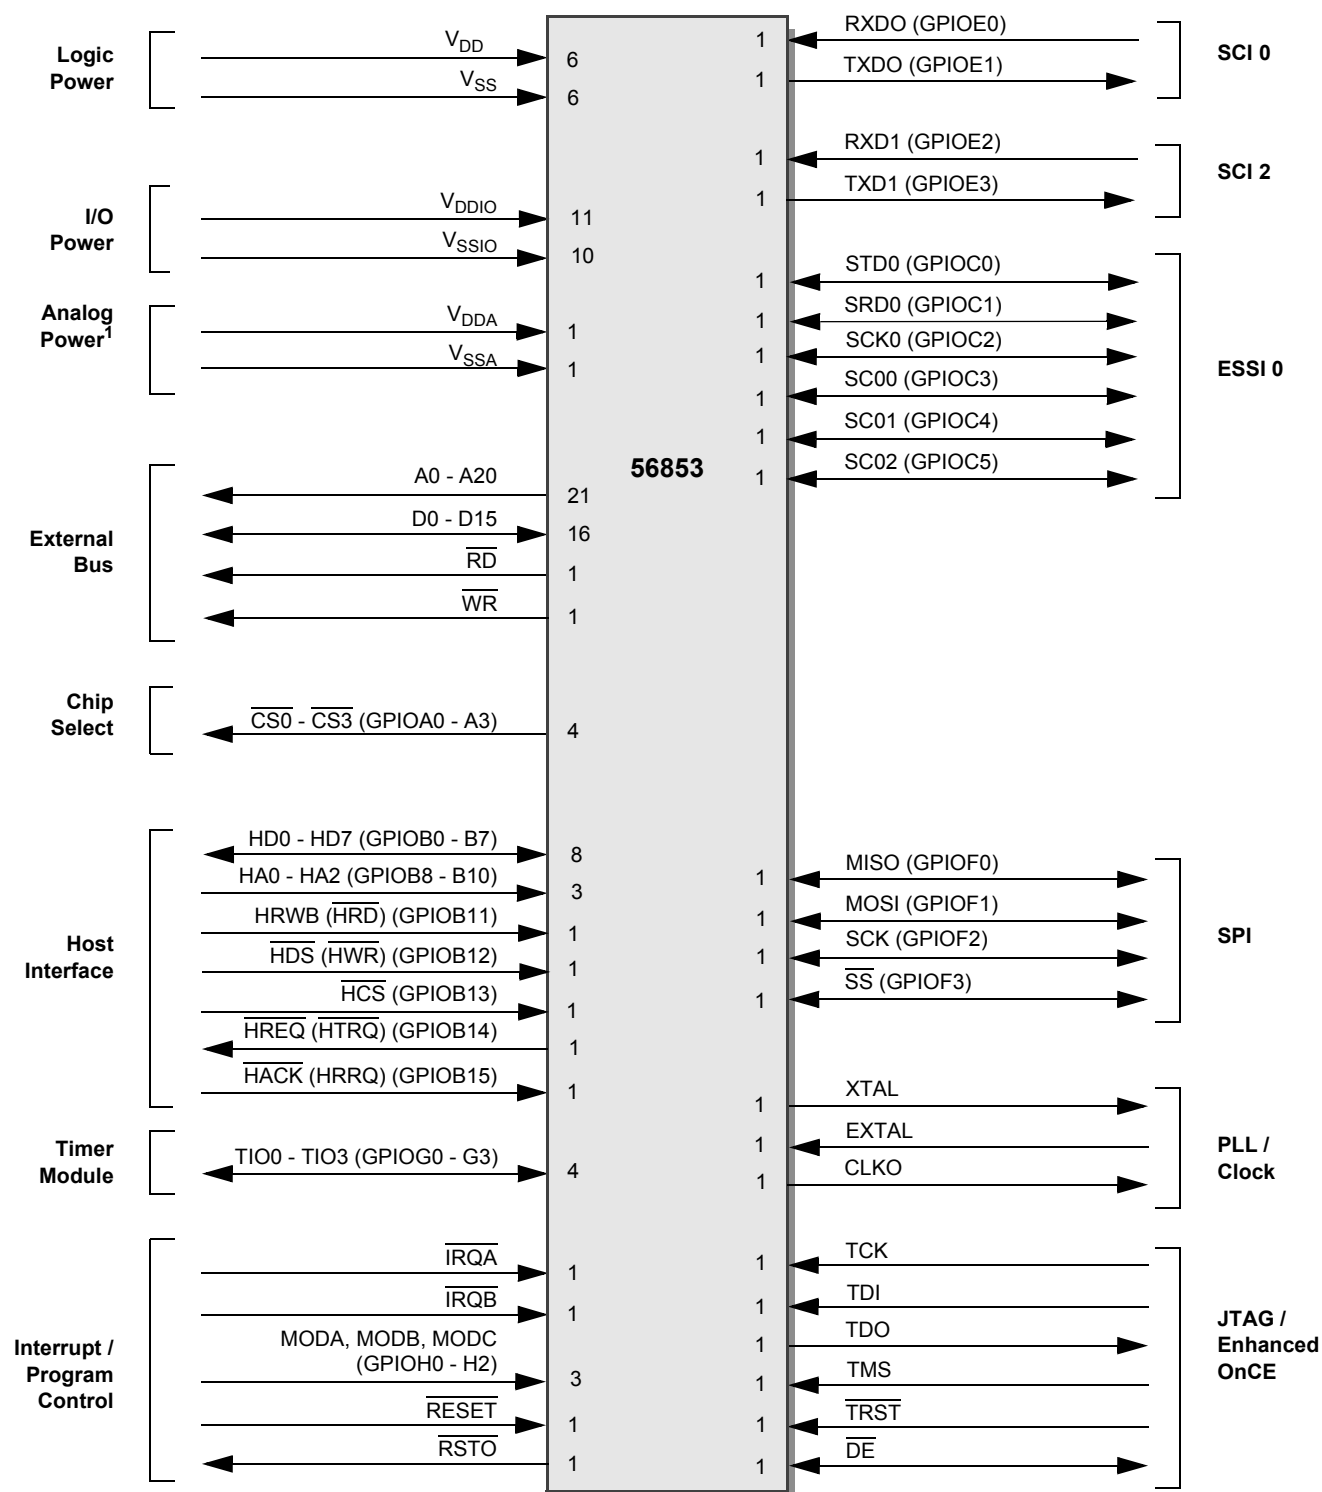 Logic
Power
VDD
6
VSS
6
I/O
Power
VDDIO
11
VSSIO
10
Analog
Power1
VDDA
1
VSSA
1
External
Bus
A0 - A20
21
D0 - D15
16
RD
1
WR
1
Chip
Select
CS0 - CS3 (GPIOA0 - A3)
4
Host
Interface
HD0 - HD7 (GPIOB0 - B7)
8
HA0 - HA2 (GPIOB8 - B10)
3
HRWB (HRD) (GPIOB11)
1
HDS (HWR) (GPIOB12)
1
HCS (GPIOB13)
1
HREQ (HTRQ) (GPIOB14)
1
HACK (HRRQ) (GPIOB15)
1
Timer
Module
TIO0 - TIO3 (GPIOG0 - G3)
4
Interrupt /
Program
Control
IRQA
1
IRQB
1
MODA, MODB, MODC
(GPIOH0 - H2)
3
RESET
1
RSTO
1
56853
1
RXDO (GPIOE0)
1
TXDO (GPIOE1)
SCI 0
1
RXD1 (GPIOE2)
1
TXD1 (GPIOE3)
SCI 2
1
STD0 (GPIOC0)
1
SRD0 (GPIOC1)
1
SCK0 (GPIOC2)
1
SC00 (GPIOC3)
1
SC01 (GPIOC4)
1
SC02 (GPIOC5)
ESSI 0
1
MISO (GPIOF0)
1
MOSI (GPIOF1)
1
SCK (GPIOF2)
1
SS (GPIOF3)
SPI
1
XTAL
1
EXTAL
1
CLKO
PLL /
Clock
1
TCK
1
TDI
1
TDO
1
TMS
1
TRST
1
DE
JTAG /
Enhanced
OnCE